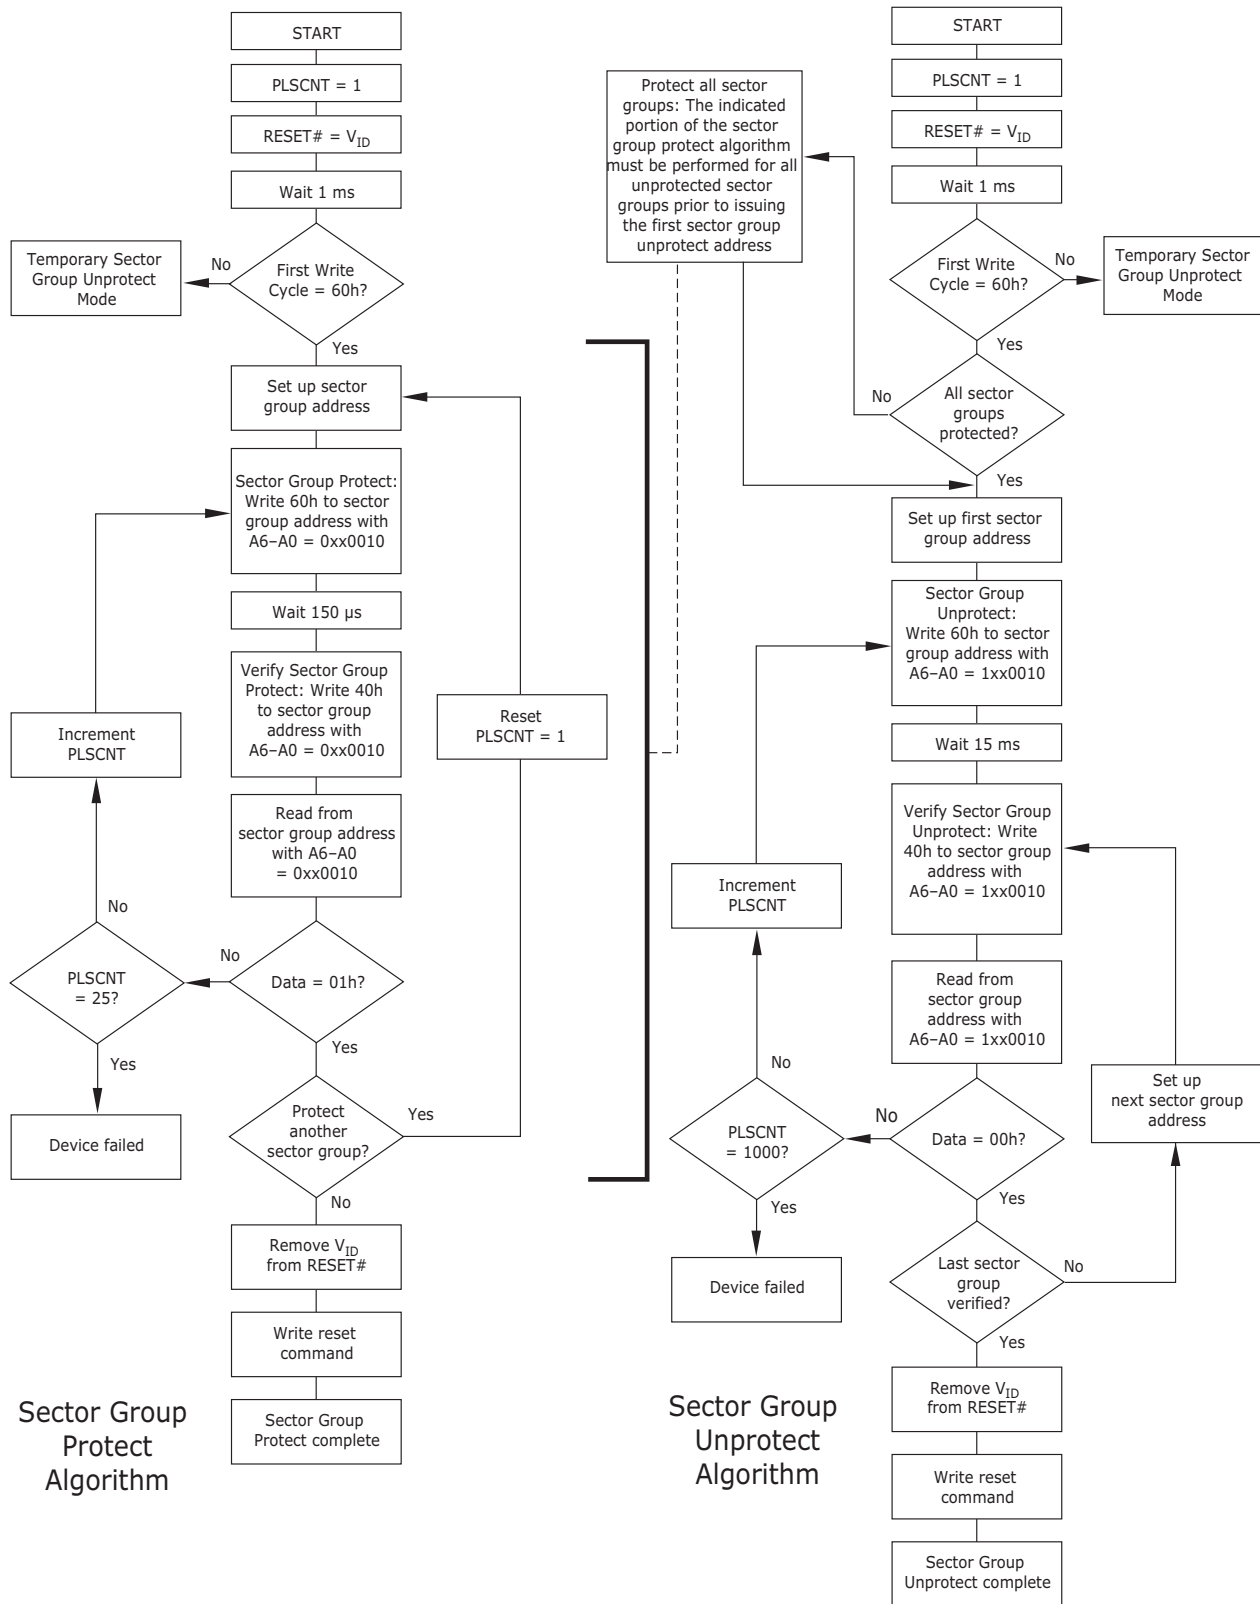 START
PLSCNT = 1
RESET# = VID
Wait 1 ms
First Write
Cycle = 60h?
No
Temporary Sector
Group Unprotect
Mode
Yes
Set up sector
group address
Sector Group Protect:
Write 60h to sector
group address with
A6–A0 = 0xx0010
Wait 150 µs
Verify Sector Group
Protect: Write 40h
to sector group
address with
A6–A0 = 0xx0010
Increment
PLSCNT
Reset
PLSCNT = 1
Read from
sector group address
with A6–A0
= 0xx0010
No
PLSCNT
= 25?
No
Data = 01h?
Yes
Yes
Device failed
Protect
another
sector group?
Yes
No
Remove VID
from RESET#
Write reset
command
Sector Group
Protect complete
Sector Group
Protect
Algorithm
START
PLSCNT = 1
RESET# = VID
Wait 1 ms
Protect all sector
groups: The indicated
portion of the sector
group protect algorithm
must be performed for all
unprotected sector
groups prior to issuing
the first sector group
unprotect address
First Write
Cycle = 60h?
No
Temporary Sector
Group Unprotect
Mode
Yes
No
All sector
groups
protected?
Yes
Set up first sector
group address
Sector Group
Unprotect:
Write 60h to sector
group address with
A6–A0 = 1xx0010
Wait 15 ms
Verify Sector Group
Unprotect: Write
40h to sector group
address with
A6–A0 = 1xx0010
Increment
PLSCNT
Read from
sector group
address with
A6–A0 = 1xx0010
No
Set up
next sector group
address
PLSCNT
= 1000?
No
Data = 00h?
Yes
Yes
Device failed
Last sector
group
verified?
No
Yes
Remove VID
from RESET#
Write reset
command
Sector Group
Unprotect complete
Sector Group
Unprotect
Algorithm